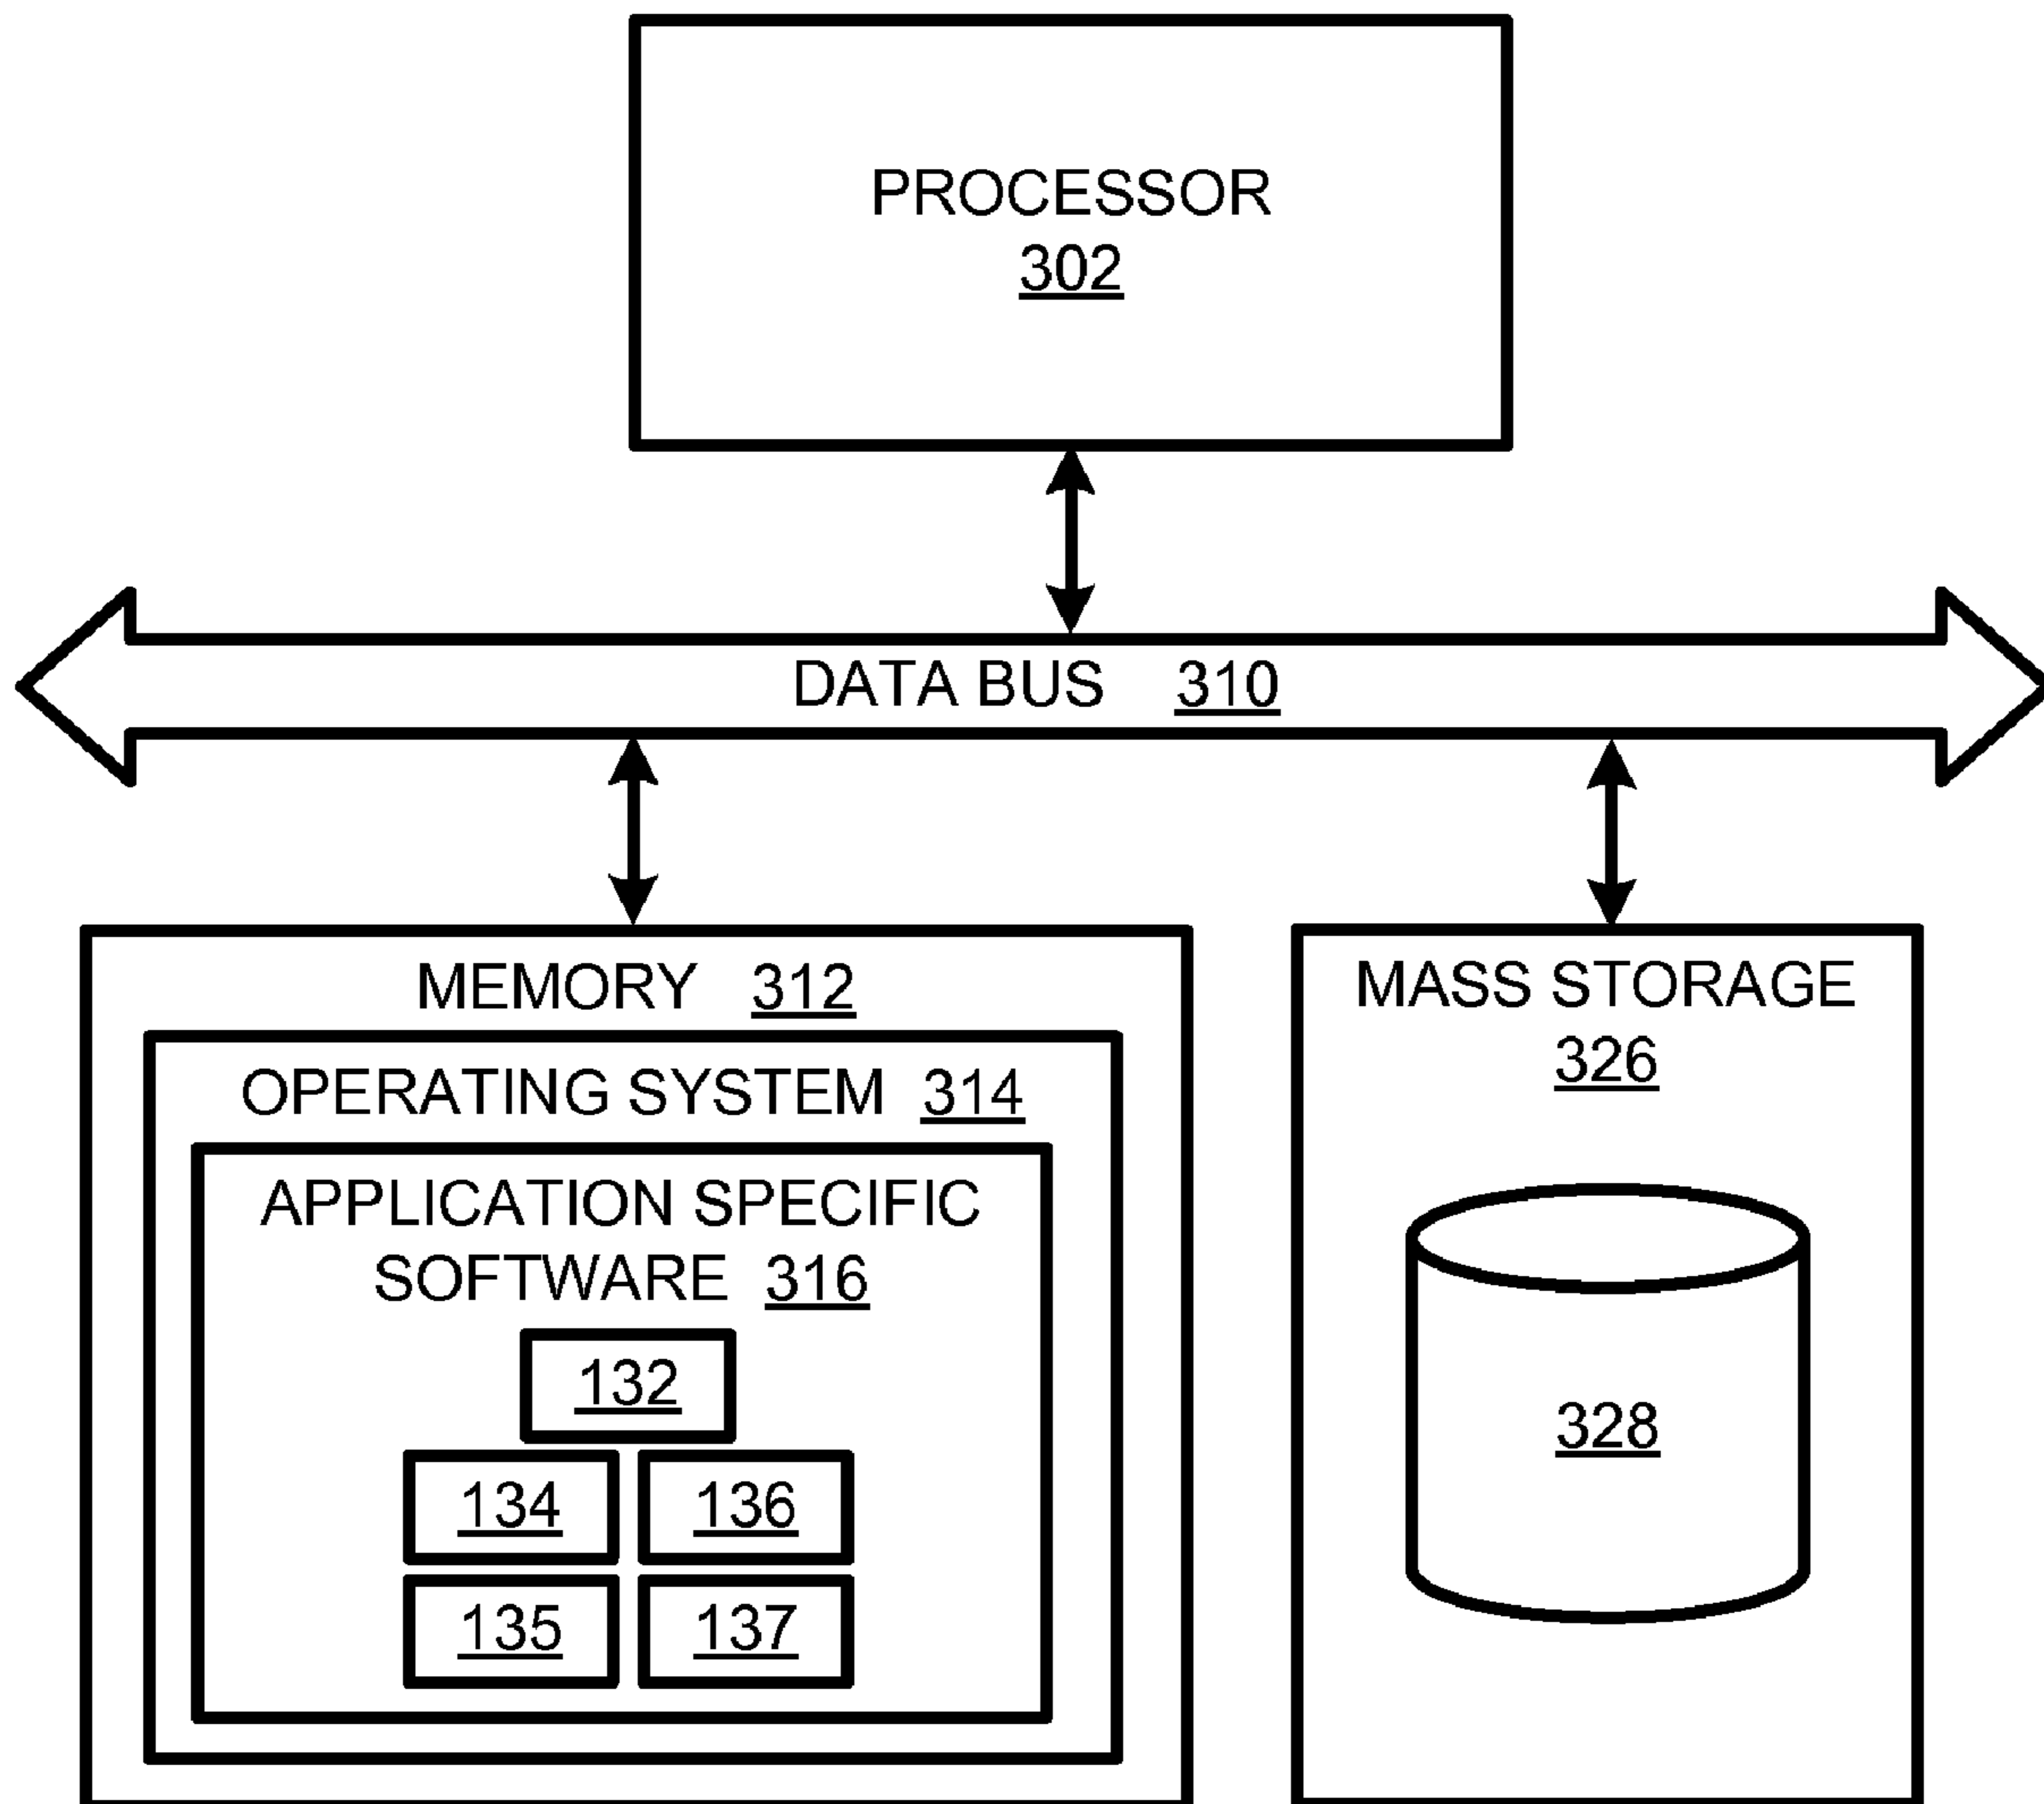 PROCESSOR
302
DATA BUS 310
MEMORY 312
OPERATING SYSTEM 314
APPLICATION SPECIFIC
SOFTWARE 316
132
134 136
135 137
MASS STORAGE
326
328